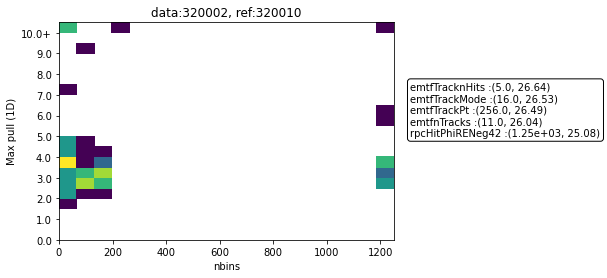 data:320002, ref:320010
10.0+
9.0
8.0
7.0
6.0
5.0
4.0
3.0
2.0
1.0
0.0
Max pull (1D)
0
200
400
600
800
1000
1200
nbins
emtfTracknHits :(5.0, 26.64)
emtfTrackMode :(16.0, 26.53)
emtfTrackPt :(256.0, 26.49)
emtfnTracks :(11.0, 26.04)
rpcHitPhiRENeg42 :(1.25e+03, 25.08)